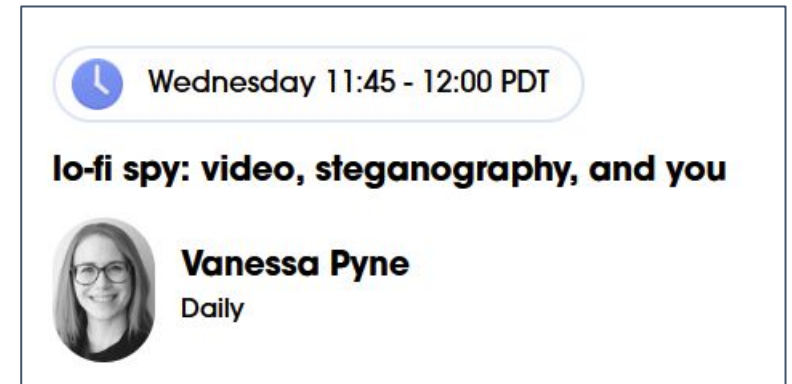 Wednesday 11:45 - 12:00 PDT
lo-fi spy: video, steganography, and you
Vanessa Pyne
Daily